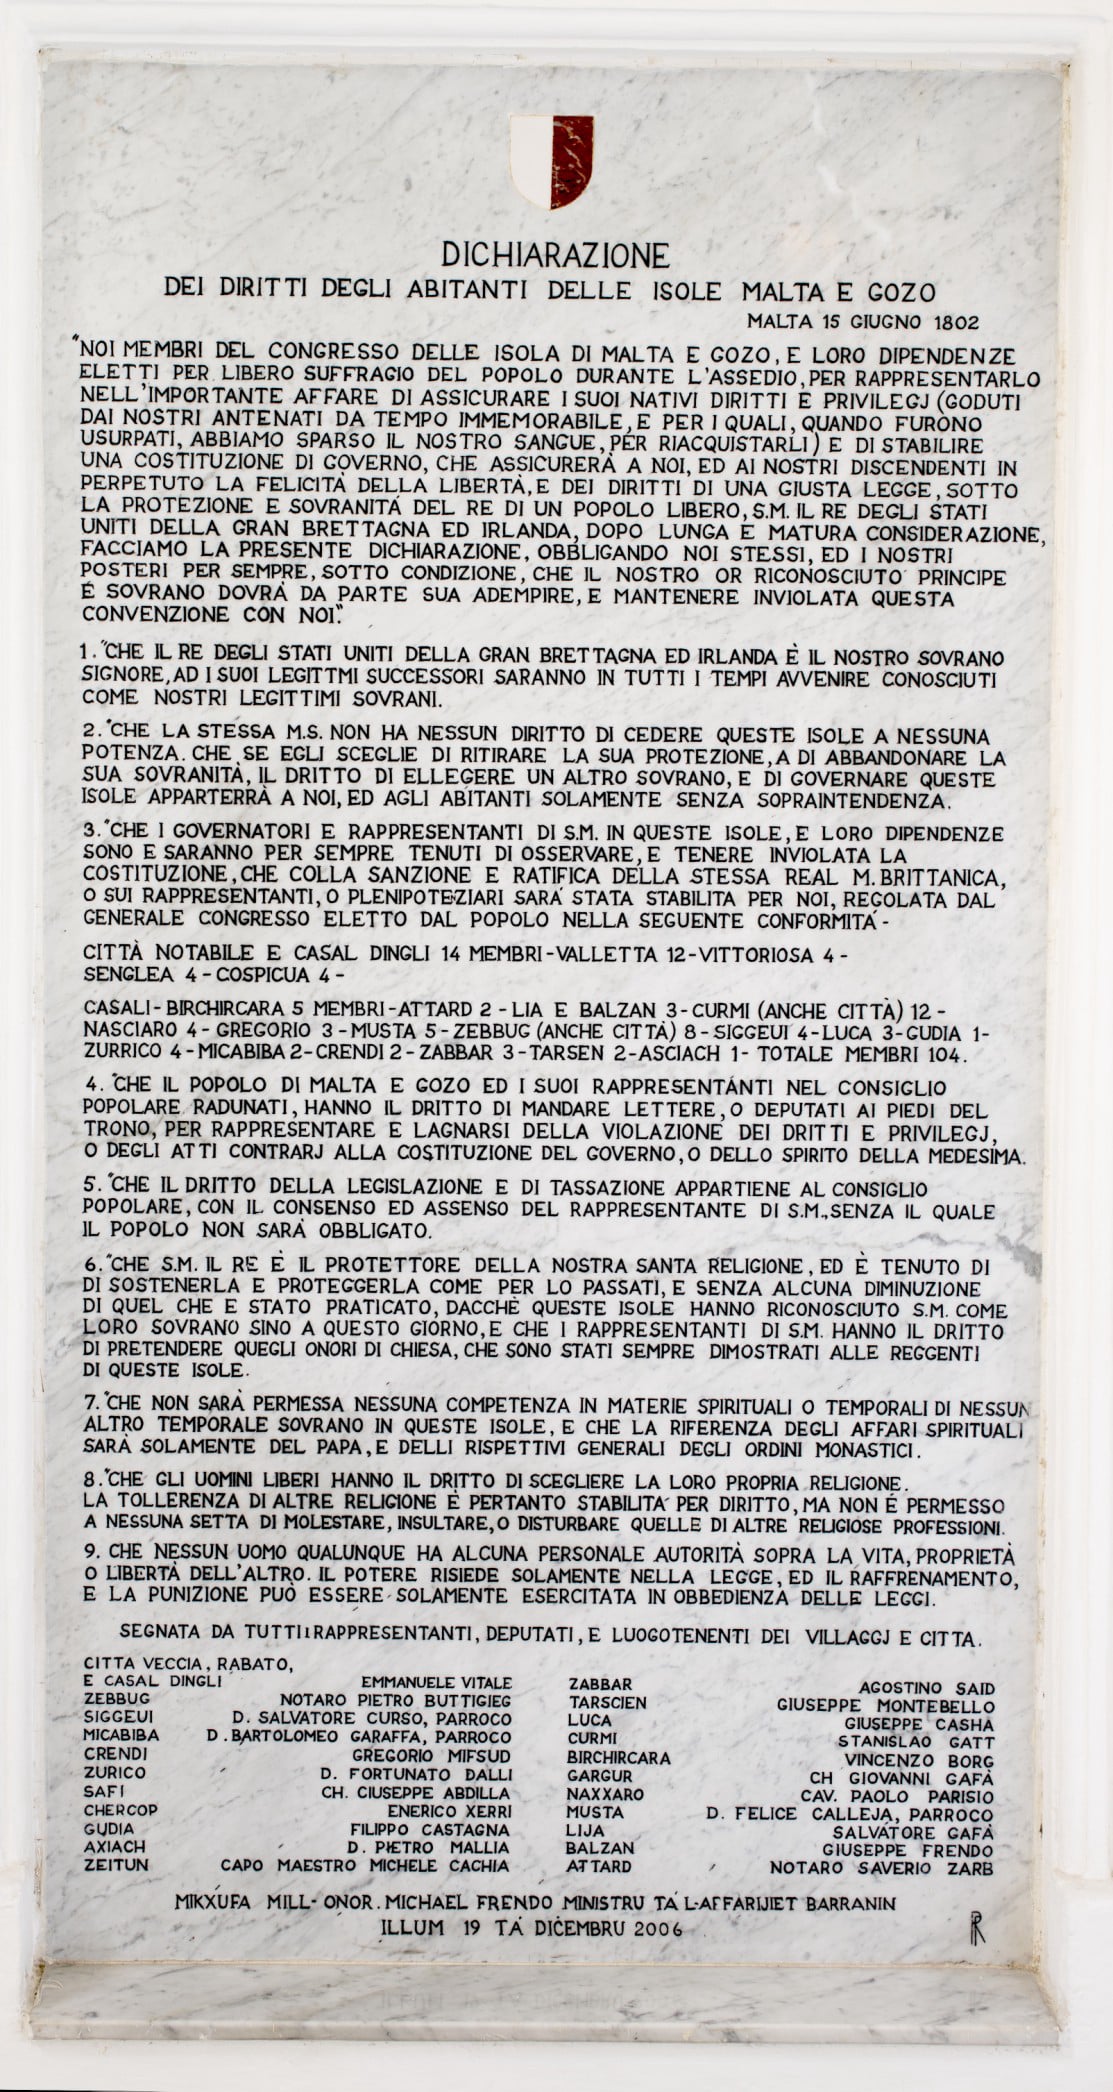 DICHIARAZIONE
DEI DIRITTI DEGLI ABITANTI DELLE ISOLE MALTA E GOZO
MALTA 15 GIUGNO 1802
"NOI MEMBRI DEL CONGRESSO DELLE ISOLA DI MALTA E GOZO, E LORO DIPENDENZE
ELETTI PER LIBERO SUFFRAGIO DEL POPOLO DURANTE L'ASSEDIO, PER RAPPRESENTARLO
NELL'IMPORTANTE AFFARE DI ASSICURARE I SUOI NATIVI DIRITTI E PRIVILEGJ (GODUTI
DAI NOSTRI ANTENATI DA TEMPO IMMEMORABILE, E PER I QUALI, QUANDO FURONO
USURPATI, ABBIAMO SPARSO IL NOSTRO SANGUE, PER RIACQUISTARLI) E DI STABILIRE
UNA COSTITUZIONE DI GOVERNO, CHE ASSICURERÀ A NOI, ED AI NOSTRI DISCENDENTI IN
PERPETUTO LA FELICITÀ DELLA LIBERTÀ, E DEI DIRITTI DI UNA GIUSTA LEGGE, SOTTO
LA PROTEZIONE E SOVRANITÁ DEL RE DI UN POPOLO LIBERO, S.M. IL RE DEGLI STATI
UNITI DELLA GRAN BRETTAGNA ED IRLANDA, DOPO LUNGA E MATURA CONSIDERAZIONE,
FACCIAMO LA PRESENTE DICHIARAZIONE, OBBLIGANDO NOI STESSI, ED I NOSTRI
POSTERI PER SEMPRE, SOTTO CONDIZIONE, CHE IL NOSTRO OR RICONOSCIUTO PRINCIPE
É SOVRANO DOVRÀ DA PARTE SUA ADEMPIRE, E MANTENERE INVIOLATA QUESTA
CONVENZIONE CON NOI."
1. "CHE IL RE DEGLI STATI UNITI DELLA GRAN BRETTAGNA ED IRLANDA È IL NOSTRO SOVRANO
SIGNORE, AD I SUOI LEGITTMI SUCCESSORI SARANNO IN TUTTI I TEMPI AVVENIRE CONOSCIUTI
COME NOSTRI LEGITTIMI SOVRANI.
2. "CHE LA STESSA M.S. NON HA NESSUN DIRITTO DI CEDERE QUESTE ISOLE A NESSUNA
POTENZA. CHE SE EGLI SCEGLIE DI RITIRARE LA SUA PROTEZIONE, A DI ABBANDONARE LA
SUA SOVRANITÀ, IL DRITTO DI ELLEGERE UN ALTRO SOVRANO, E DI GOVERNARE QUESTE
ISOLE APPARTERRÀ A NOI, ED AGLI ABITANTI SOLAMENTE SENZA SOPRAINTENDENZA.
3. "CHE I GOVERNATORI E RAPPRESENTANTI DI S.M. IN QUESTE ISOLE, E LORO DIPENDENZE
SONO E SARANNO PER SEMPRE TENUTI DI OSSERVARE, E TENERE INVIOLATA LA
COSTITUZIONE, CHE COLLA SANZIONE E RATIFICA DELLA STESSA REAL M. BRITTANICA,
O SUI RAPPRESENTANTI, O PLENIPOTEZIARI SARÁ STATA STABILITA PER NOI, REGOLATA DAL
GENERALE CONGRESSO ELETTO DAL POPOLO NELLA SEGUENTE CONFORMITÁ -
CITTÀ NOTABILE E CASAL DINGLI 14 MEMBRI - VALLETTA 12 - VITTORIOSA 4 -
SENGLEA 4 - COSPICUA 4 -
CASALI - BIRCHIRCARA 5 MEMBRI - ATTARD 2 - LIA E BALZAN 3 - CURMI (ANCHE CITTÀ) 12 -
NASCIARO 4 - GREGORIO 3 - MUSTA 5 - ZEBBUG (ANCHE CITTÀ) 8 - SIGGEUI 4 - LUCA 3 - GUDIA 1 -
ZURRICO 4 - MICABIBA 2 - CRENDI 2 - ZABBAR 3 - TARSEN 2 - ASCIACH 1 - TOTALE MEMBRI 104.
4. "CHE IL POPOLO DI MALTA E GOZO ED I SUOI RAPPRESENTANTI NEL CONSIGLIO
POPOLARE RADUNATI, HANNO IL DRITTO DI MANDARE LETTERE, O DEPUTATI AI PIEDI DEL
TRONO, PER RAPPRESENTARE E LAGNARSI DELLA VIOLAZIONE DEI DRITTI E PRIVILEGJ,
O DEGLI ATTI CONTRARJ ALLA COSTITUZIONE DEL GOVERNO, O DELLO SPIRITO DELLA MEDESIMA.
5. "CHE IL DRITTO DELLA LEGISLAZIONE E DI TASSAZIONE APPARTIENE AL CONSIGLIO
POPOLARE, CON IL CONSENSO ED ASSENSO DEL RAPPRESENTANTE DI S.M., SENZA IL QUALE
IL POPOLO NON SARÀ OBBLIGATO.
6. "CHE S.M. IL RE È IL PROTETTORE DELLA NOSTRA SANTA RELIGIONE, ED È TENUTO DI
DI SOSTENERLA E PROTEGGERLA COME PER LO PASSATI, E SENZA ALCUNA DIMINUZIONE
DI QUEL CHE E STATO PRATICATO, DACCHÈ QUESTE ISOLE HANNO RICONOSCIUTO S.M. COME
LORO SOVRANO SINO A QUESTO GIORNO, E CHE I RAPPRESENTANTI DI S.M. HANNO IL DRITTO
DI PRETENDERE QUEGLI ONORI DI CHIESA, CHE SONO STATI SEMPRE DIMOSTRATI ALLE REGGENTI
DI QUESTE ISOLE.
7. "CHE NON SARÀ PERMESSA NESSUNA COMPETENZA IN MATERIE SPIRITUALI O TEMPORALI DI NESSUN
ALTRO TEMPORALE SOVRANO IN QUESTE ISOLE, E CHE LA RIFERENZA DEGLI AFFARI SPIRITUALI
SARÀ SOLAMENTE DEL PAPA, E DELLI RISPETTIVI GENERALI DEGLI ORDINI MONASTICI.
8. "CHE GLI UOMINI LIBERI HANNO IL DRITTO DI SCEGLIERE LA LORO PROPRIA RELIGIONE.
LA TOLLERENZA DI ALTRE RELIGIONE È PERTANTO STABILITA PER DIRITTO, MA NON É PERMESSO
A NESSUNA SETTA DI MOLESTARE, INSULTARE, O DISTURBARE QUELLE DI ALTRE RELIGIOSE PROFESSIONI.
9. CHE NESSUN UOMO QUALUNQUE HA ALCUNA PERSONALE AUTORITÀ SOPRA LA VITA, PROPRIETÀ
O LIBERTÀ DELL'ALTRO. IL POTERE RISIEDE SOLAMENTE NELLA LEGGE, ED IL RAFFRENAMENTO,
E LA PUNIZIONE PUÒ ESSERE SOLAMENTE ESERCITATA IN OBBEDIENZA DELLE LEGGI.
SEGNATA DA TUTTI I RAPPRESENTANTI, DEPUTATI, E LUOGOTENENTI DEI VILLAGGJ E CITTA.
CITTA VECCIA, RABATO,
E CASAL DINGLI EMMANUELE VITALE
ZEBBUG NOTARO PIETRO BUTTIGIEG
SIGGEUI D. SALVATORE CURSO, PARROCO
MICABIBA D. BARTOLOMEO GARAFFA, PARROCO
CRENDI GREGORIO MIFSUD
ZURICO D. FORTUNATO DALLI
SAFI CH. CIUSEPPE ABDILLA
CHERCOP ENERICO XERRI
GUDIA FILIPPO CASTAGNA
AXIACH D. PIETRO MALLIA
ZEITUN CAPO MAESTRO MICHELE CACHIA
ZABBAR AGOSTINO SAID
TARSCIEN GIUSEPPE MONTEBELLO
LUCA GIUSEPPE CASHA
CURMI STANISLAO GATT
BIRCHIRCARA VINCENZO BORG
GARGUR CH GIOVANNI GAFÀ
NAXXARO CAV. PAOLO PARISIO
MUSTA D. FELICE CALLEJA, PARROCO
LIJA SALVATORE GAFÀ
BALZAN GIUSEPPE FRENDO
ATTARD NOTARO SAVERIO ZARB
MIKXUFA MILL- ONOR. MICHAEL FRENDO MINISTRU TA' L-AFFARIJIET BARRANIN
ILLUM 19 TA DIĊEMBRU 2006